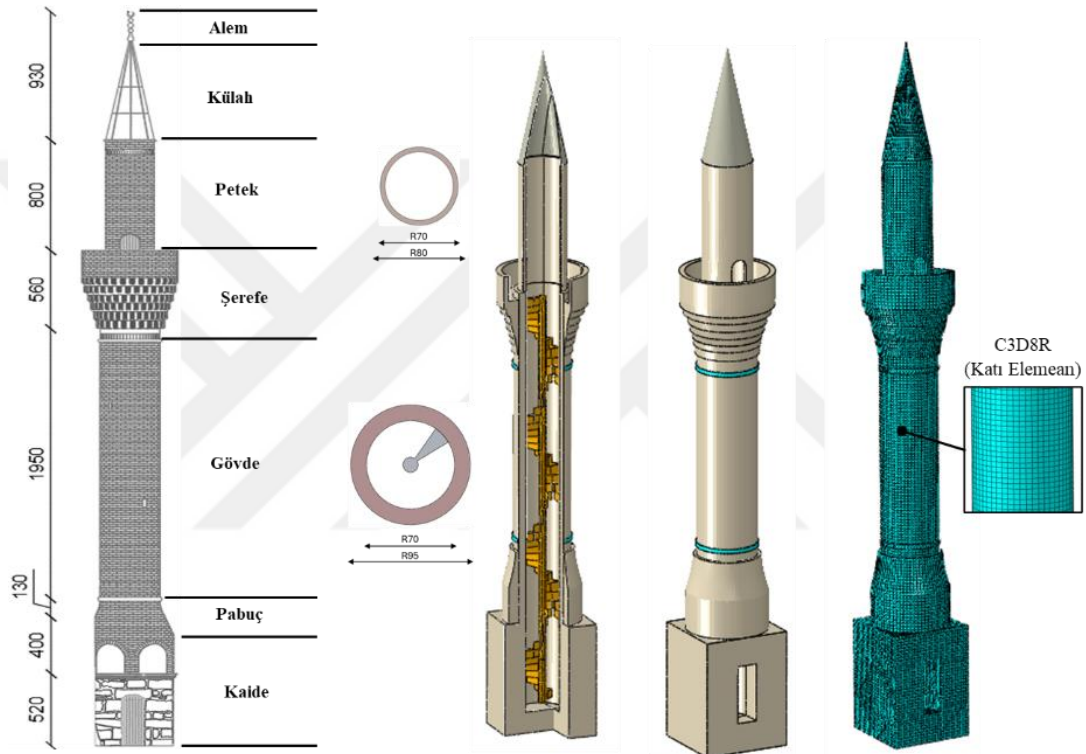 Alem
930
Külah
Petek
800
R70
R80
560
Şerefe
C3D8R
(Katı Elemean)
1950
Gövde
R70
R95
130
Pabuç
400
Kaide
520